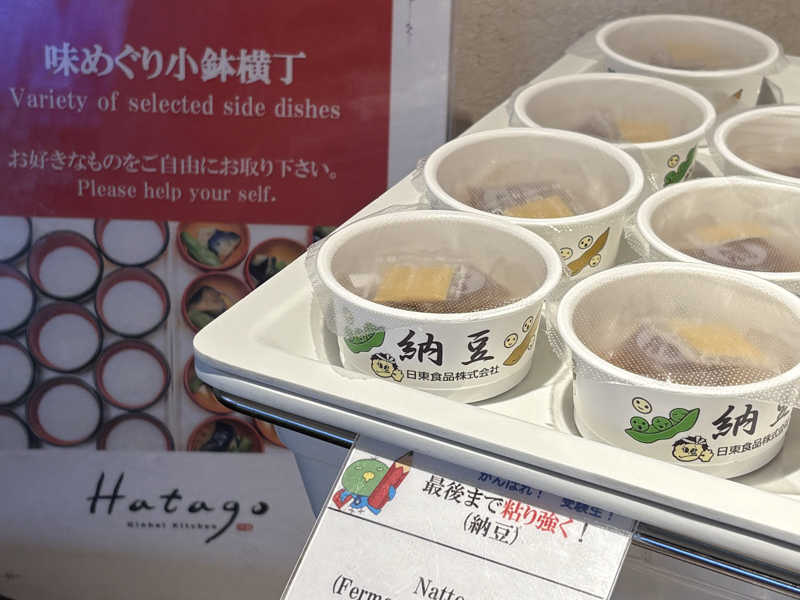 味めぐり小鉢横丁
Variety of selected side dishes
お好きなものをご自由にお取り下さい。
Please help your self.
Hatago
Global Kitchen
納豆
日東食品株式会社
納豆
日東食品株式会
がんばれ! 受験生!
最後まで粘り強く!
(納豆)
Natto
(Ferme